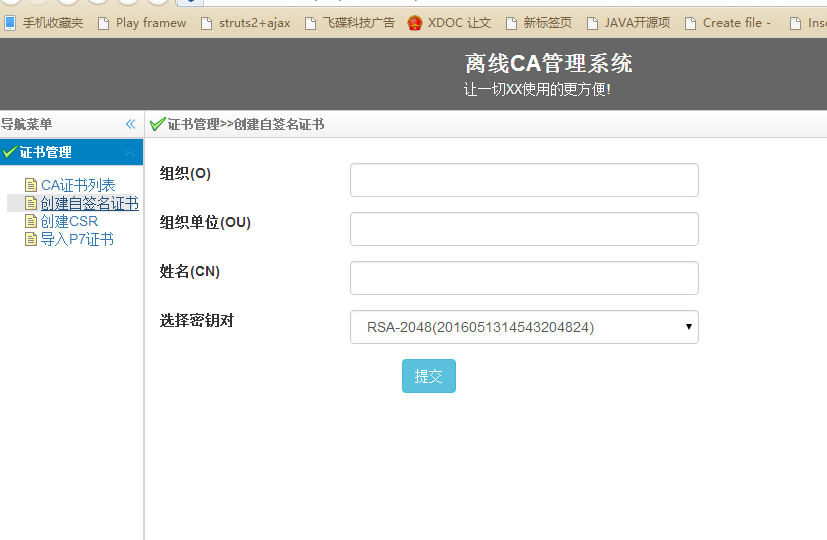 手机收藏夹 Play framew struts2+ajax 飞碟科技广告 XDOC 让文 新标签页 JAVA开源项 Create file - Inse
离线CA管理系统
让一切XX使用的更方便!
导航菜单
证书管理>>创建自签名证书
证书管理
CA证书列表
创建自签名证书
创建CSR
导入P7证书
组织(O)
组织单位(OU)
姓名(CN)
选择密钥对
RSA-2048(2016051314543204824)
提交